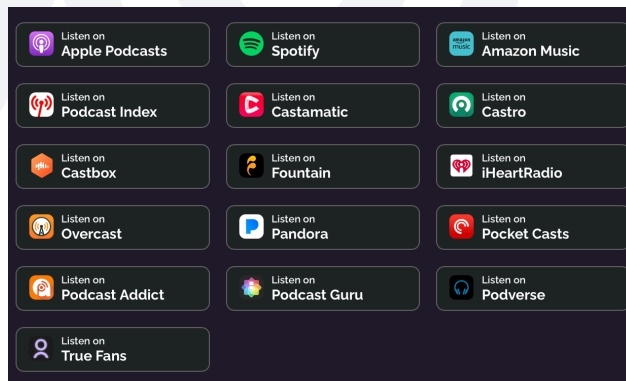 Listen on
Apple Podcasts
Listen on
Spotify
amazon
music
Listen on
Amazon Music
Listen on
Podcast Index
Listen on
Castamatic
Listen on
Castro
Listen on
Castbox
Listen on
Fountain
Listen on
iHeartRadio
Listen on
Overcast
Listen on
Pandora
Listen on
Pocket Casts
Listen on
Podcast Addict
Listen on
Podcast Guru
Listen on
Podverse
Listen on
True Fans